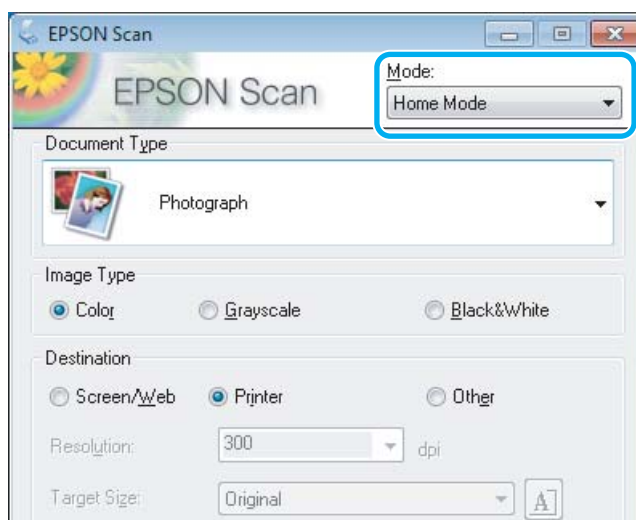 EPSON Scan
EPSON Scan
Mode:
Home Mode
Document Type
Photograph
Image Type
Color Grayscale Black&White
Destination
Screen/Web Printer Other
Resolution: 300 dpi
Target Size: Original A